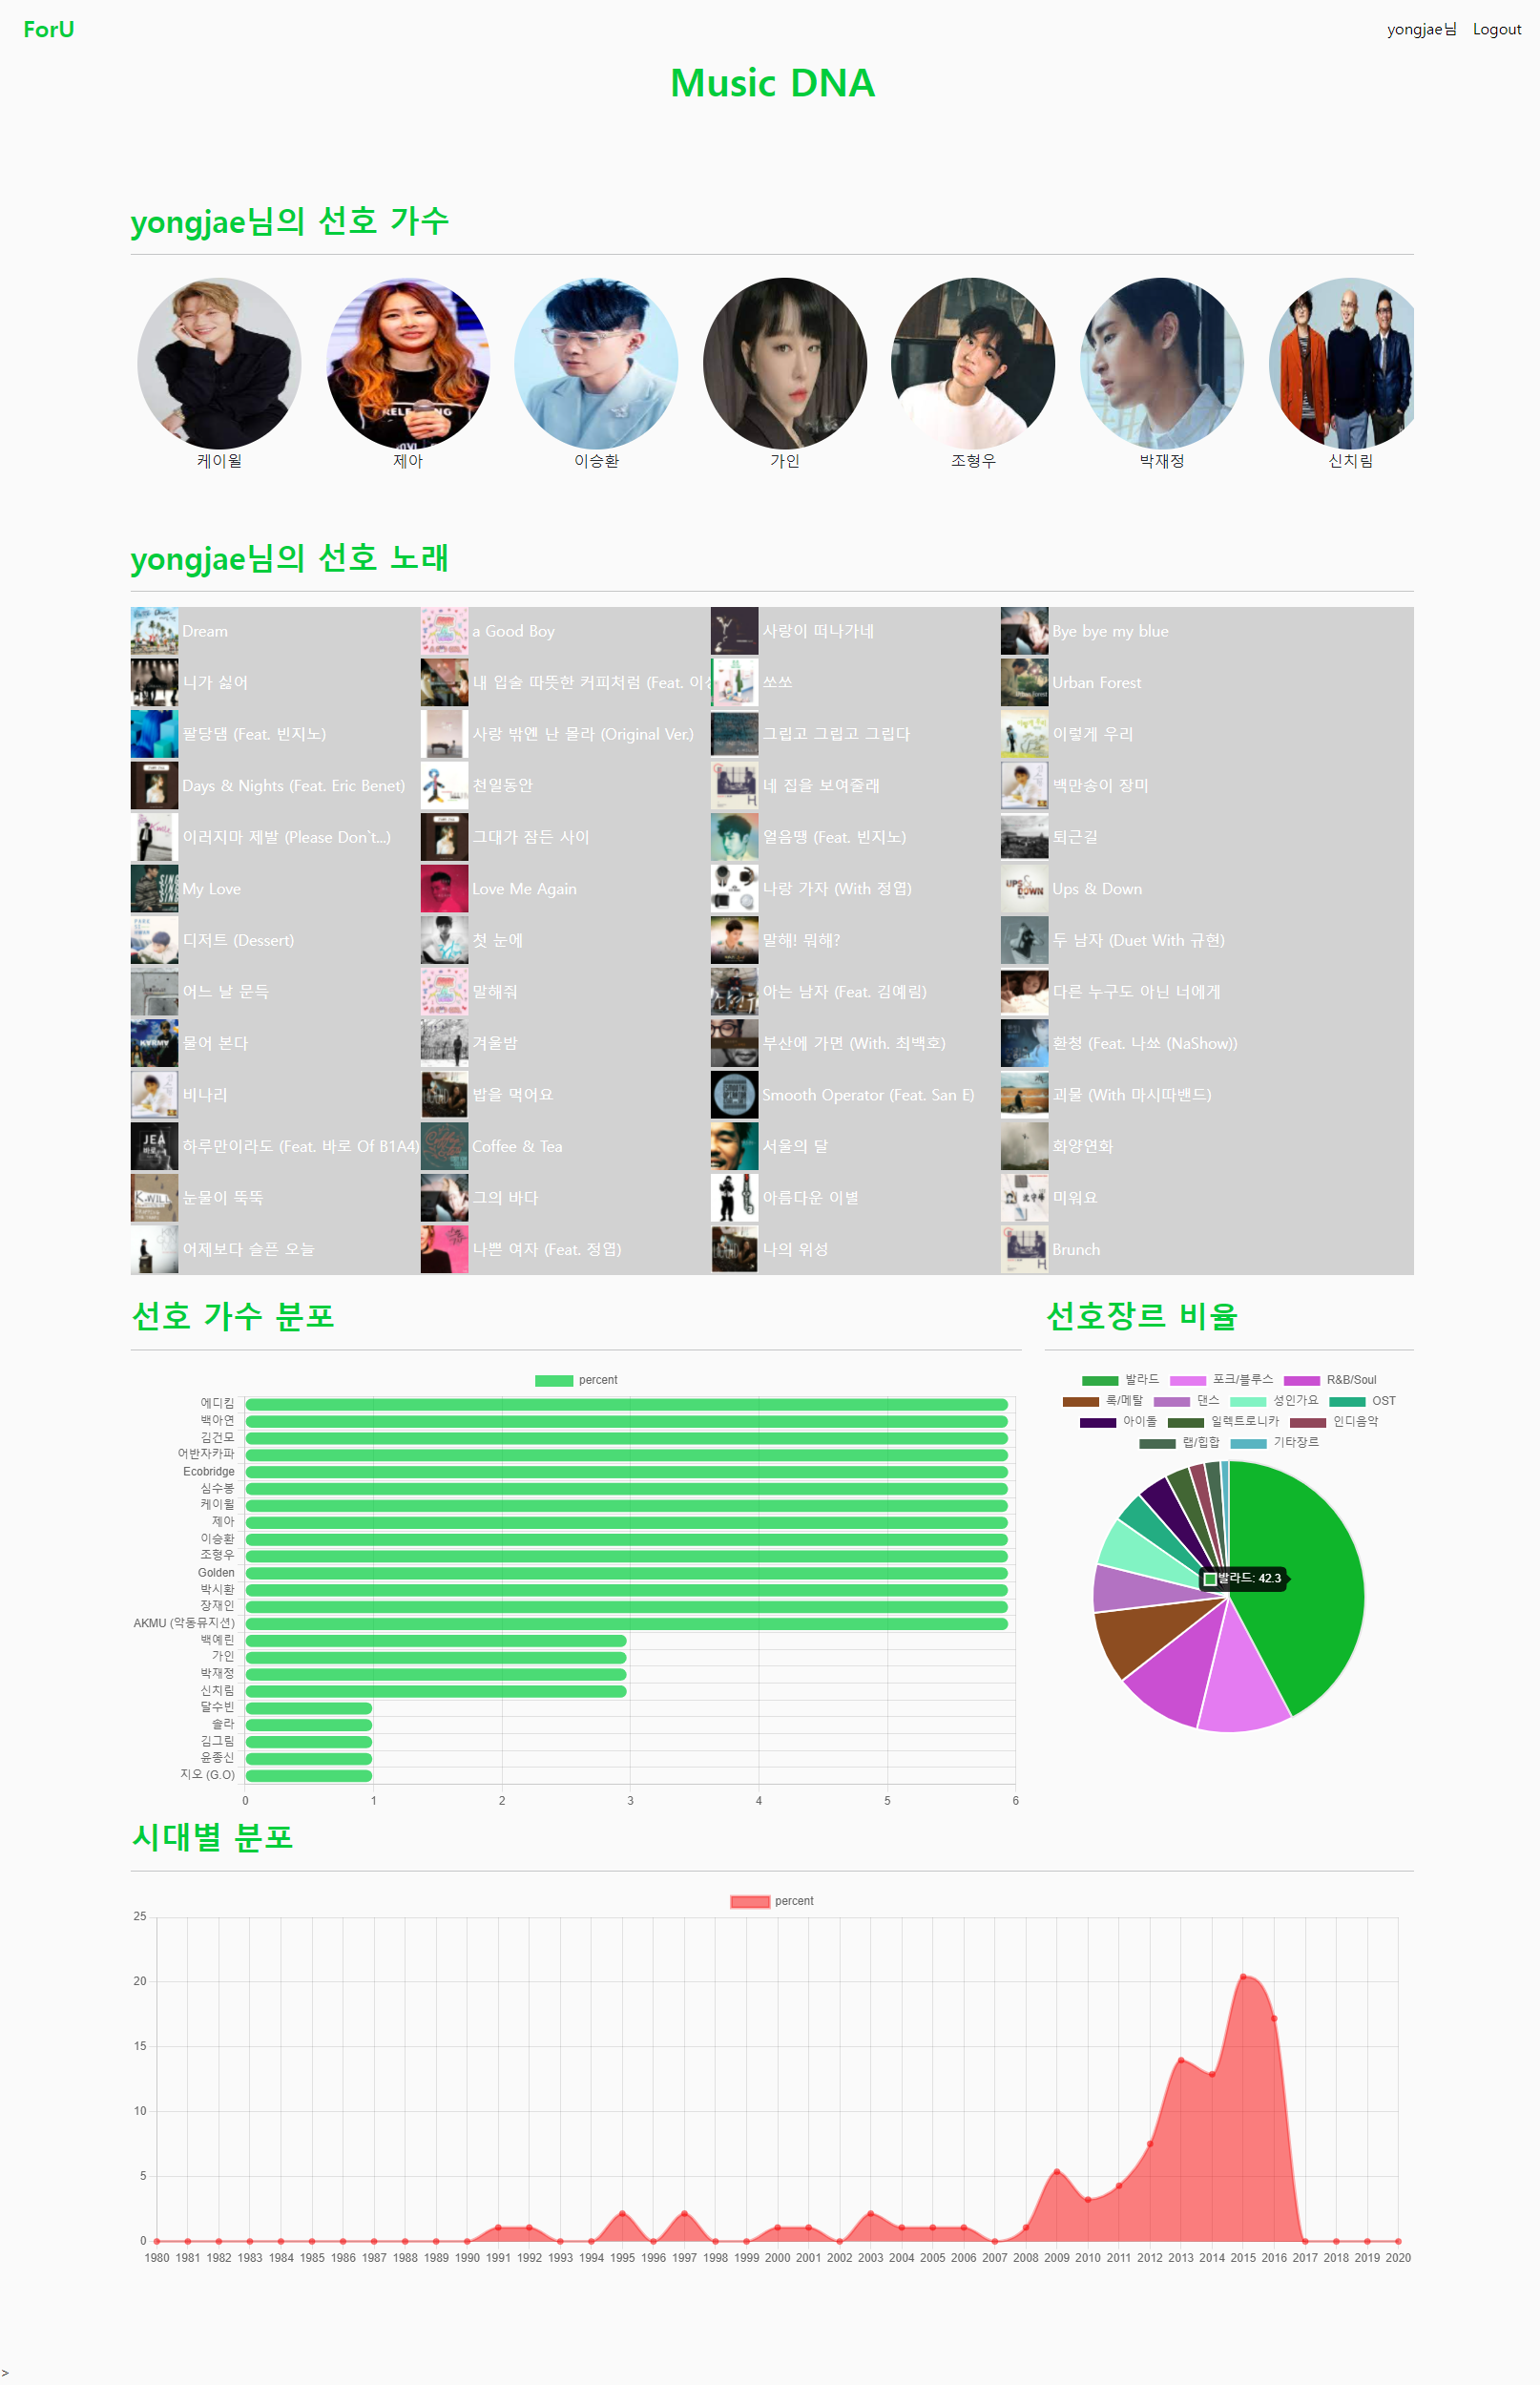 ForU
yongjae님 Logout
Music DNA
yongjae님의 선호 가수
케이윌 제아 이승환 가인 조형우 박재정 신치림
yongjae님의 선호 노래
Dream a Good Boy 사랑이 떠나가네 Bye bye my blue
니가 싫어 내 입술 따뜻한 커피처럼 (Feat. 쏘쏘 Urban Forest
팔당댐 (Feat. 빈지노) 사랑 밖엔 난 몰라 (Original Ver.) 그립고 그립고 그립다 이렇게 우리
Days & Nights (Feat. Eric Benet) 천일동안 네 집을 보여줄래 백만송이 장미
이러지마 제발 (Please Don`t...) 그대가 잠든 사이 얼음땡 (Feat. 빈지노) 퇴근길
My Love Love Me Again 나랑 가자 (With 정엽) Ups & Down
디저트 (Dessert) 첫 눈에 말해! 뭐해? 두 남자 (Duet With 규현)
어느 날 문득 말해줘 아는 남자 (Feat. 김예림) 다른 누구도 아닌 너에게
물어 본다 겨울밤 부산에 가면 (With. 최백호) 환청 (Feat. 나쑈 (NaShow))
비나리 밥을 먹어요 Smooth Operator (Feat. San E) 괴물 (With 마시따밴드)
하루만이라도 (Feat. 바로 Of B1A4) Coffee & Tea 서울의 달 화양연화
눈물이 뚝뚝 그의 바다 아름다운 이별 미워요
어제보다 슬픈 오늘 나쁜 여자 (Feat. 정엽) 나의 위성 Brunch
선호 가수 분포
percent
에디킴
백아연
김건모
어반자카파
Ecobridge
심수봉
케이윌
제아
이승환
조형우
Golden
박시환
장재인
AKMU (악동뮤지션)
백예린
가인
박재정
신치림
달수빈
솔라
김그림
윤종신
지오 (G.O)
0 1 2 3 4 5 6
선호장르 비율
발라드 포크/블루스 R&B/Soul
록/메탈 댄스 성인가요 OST
아이돌 일렉트로니카 인디음악
랩/힙합 기타장르
발라드: 42.3
시대별 분포
percent
25
20
15
10
5
0
1980 1981 1982 1983 1984 1985 1986 1987 1988 1989 1990 1991 1992 1993 1994 1995 1996 1997 1998 1999 2000 2001 2002 2003 2004 2005 2006 2007 2008 2009 2010 2011 2012 2013 2014 2015 2016 2017 2018 2019 2020
>